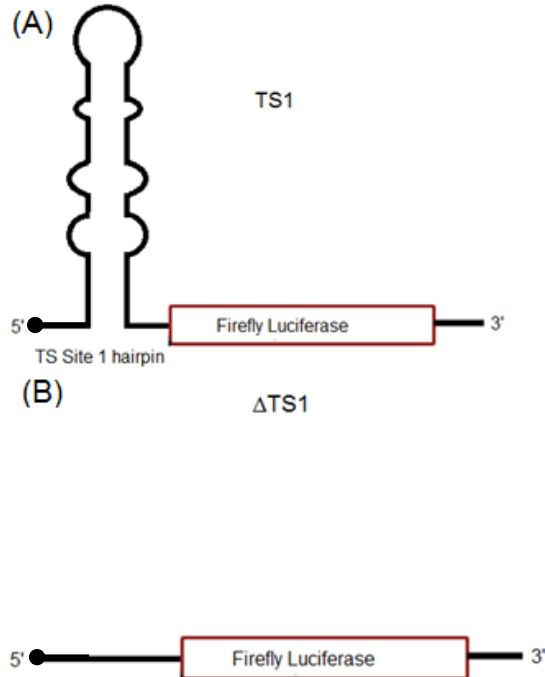 (A)
TS1
5' Firefly Luciferase 3'
TS Site 1 hairpin
(B)
ΔTS1
5' Firefly Luciferase 3'